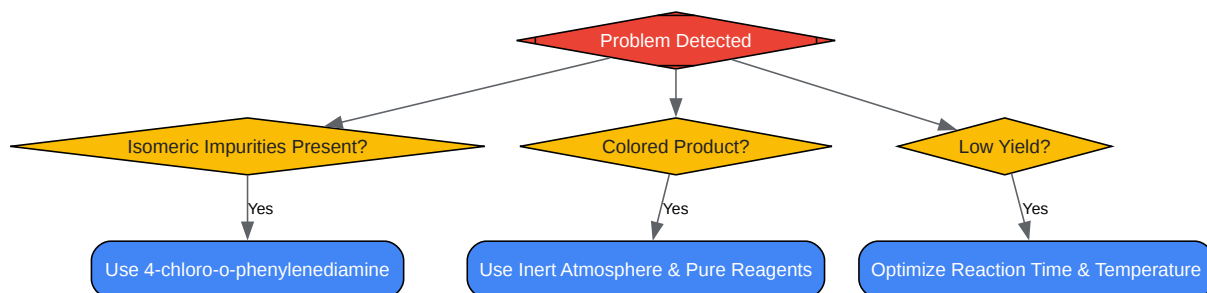 Problem Detected
Isomeric Impurities Present?
Colored Product?
Low Yield?
Yes
Yes
Yes
Use 4-chloro-o-phenylenediamine
Use Inert Atmosphere & Pure Reagents
Optimize Reaction Time & Temperature